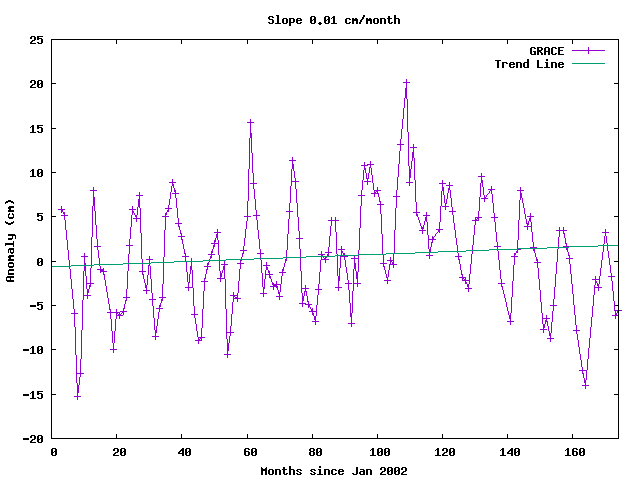 Slope 0.01 cm/month
GRACE
Trend Line
25
20
15
10
5
0
-5
-10
-15
-20
Anomaly (cm)
0 20 40 60 80 100 120 140 160
Months since Jan 2002